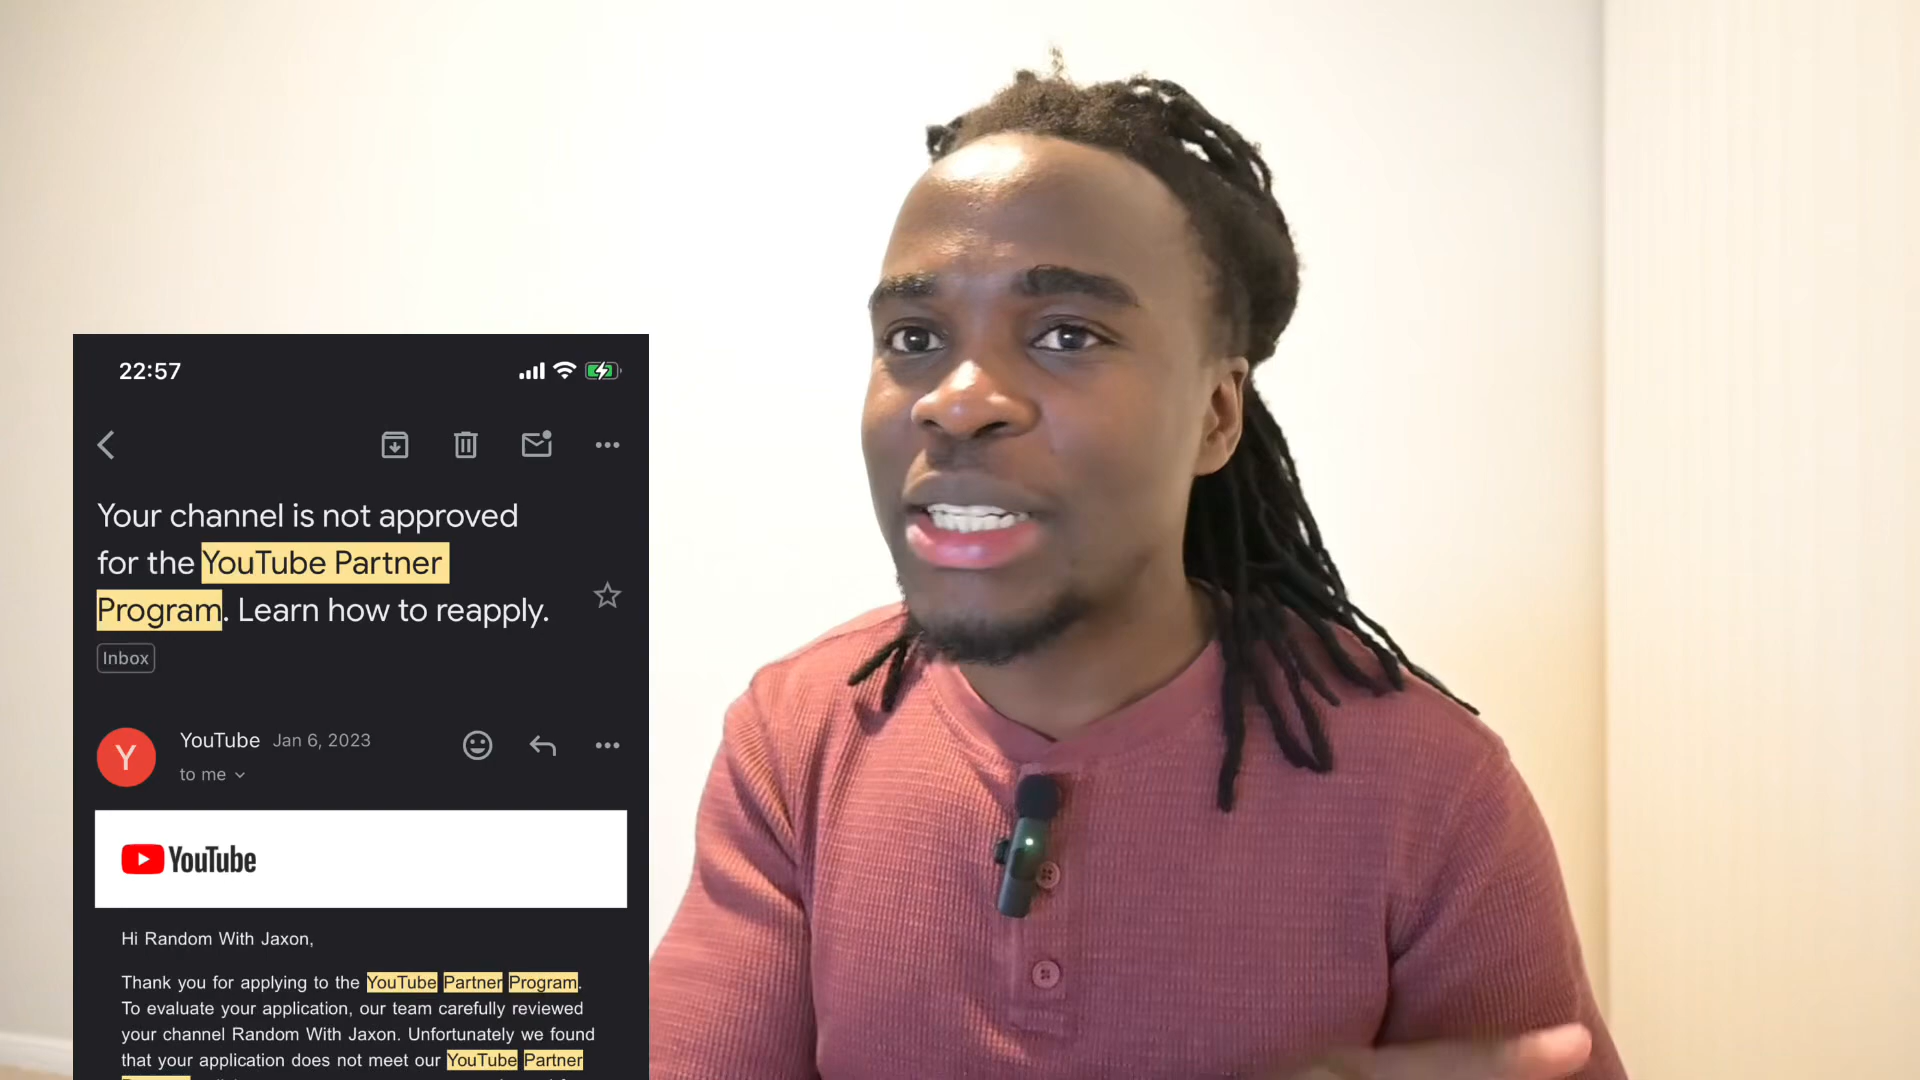 22:57
Your channel is not approved
for the YouTube Partner
Program. Learn how to reapply.
Inbox
Y
YouTube Jan 6, 2023
to me
YouTube
Hi Random With Jaxon,
Thank you for applying to the YouTube Partner Program.
To evaluate your application, our team carefully reviewed
your channel Random With Jaxon. Unfortunately we found
that your application does not meet our YouTube Partner